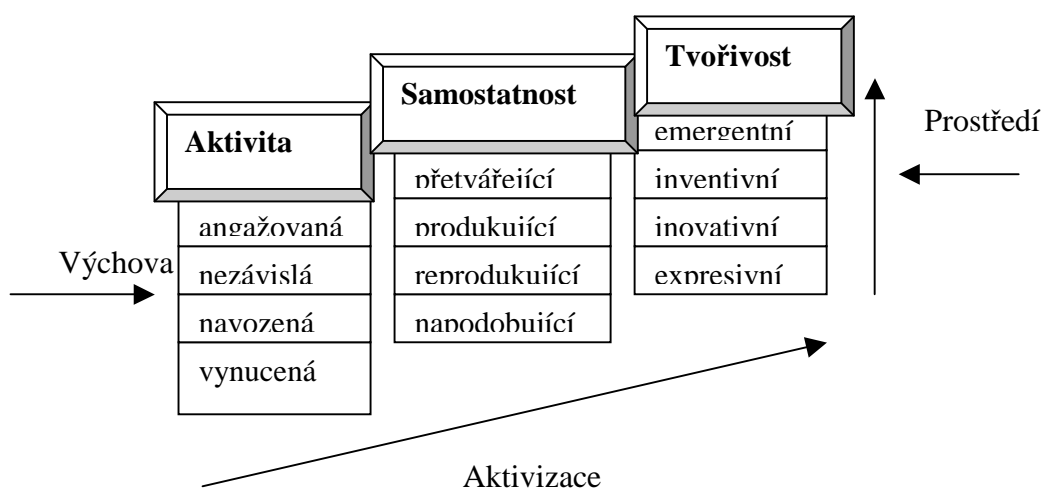 Tvořivost
Samostatnost
Aktivita
Prostředí
Výchova
angažovaná
nezávislá
navozená
vynucená
přetvářející
produkující
reprodukující
napodobující
emergentní
inventivní
inovativní
expresivní
Aktivizace